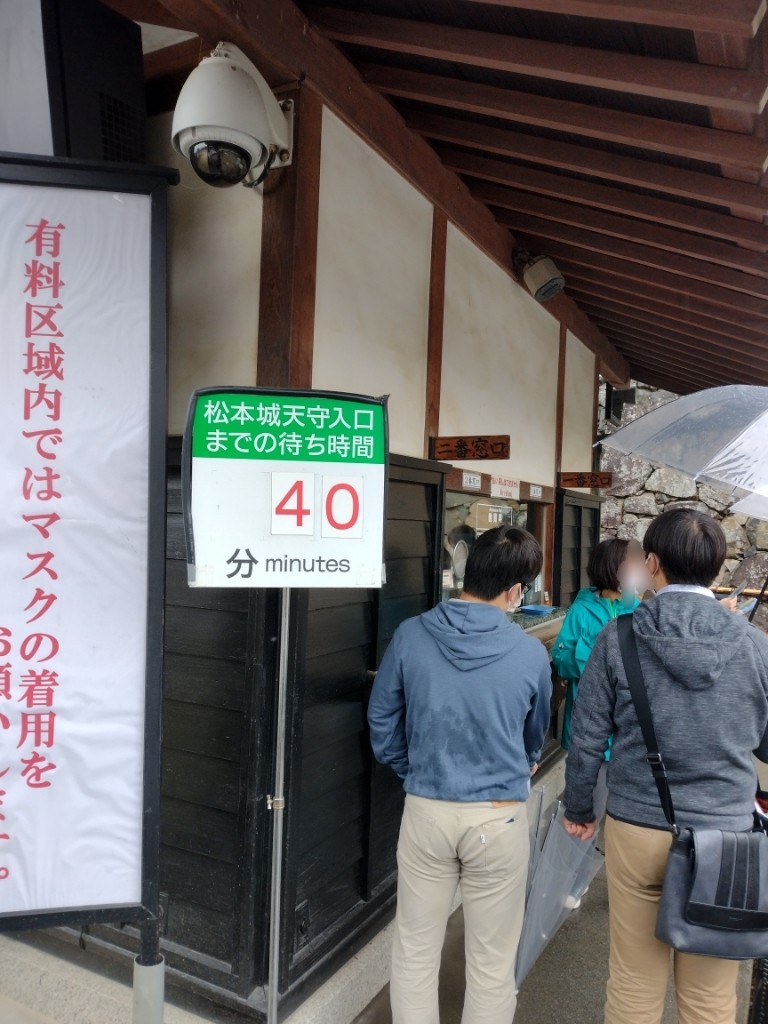 有料区域内ではマスクの着用を
お願いします。
松本城天守入口
までの待ち時間
40
分 minutes
二番窓口
一番窓口